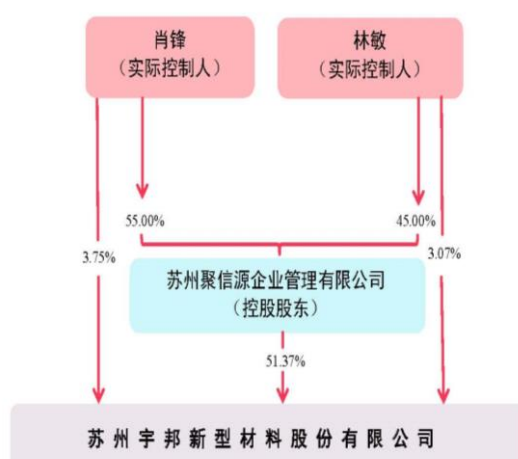 肖锋
（实际控制人）
林敏
（实际控制人）
55.00%
45.00%
3.75%
3.07%
苏州聚信源企业管理有限公司
（控股股东）
51.37%
苏州宇邦新型材料股份有限公司